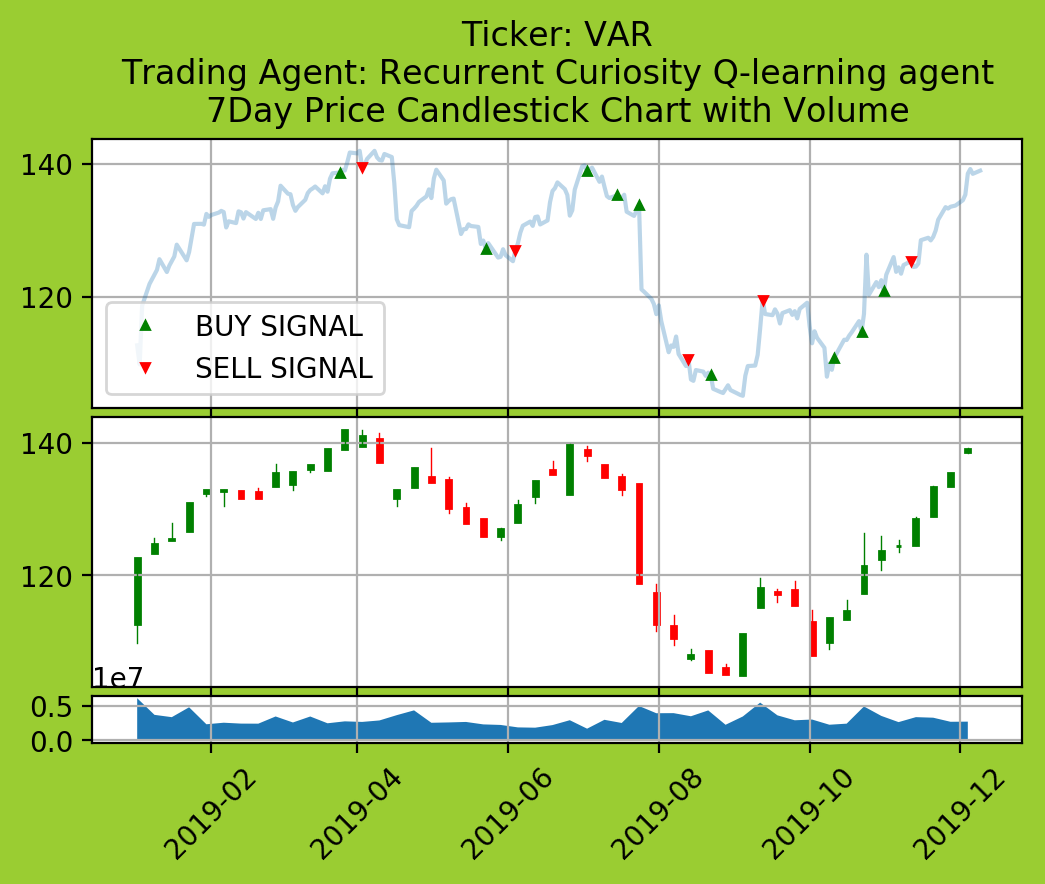 Ticker: VAR
Trading Agent: Recurrent Curiosity Q-learning agent
7Day Price Candlestick Chart with Volume
140
120
BUY SIGNAL
SELL SIGNAL
140
120
1e7
0.5
0.0
2019-02
2019-04
2019-06
2019-08
2019-10
2019-12